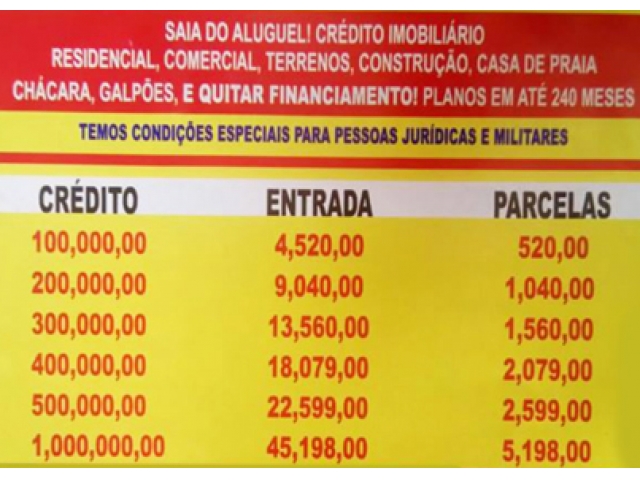 SAIA DO ALUGUEL! CRÉDITO IMOBILIÁRIO
RESIDENCIAL, COMERCIAL, TERRENOS, CONSTRUÇÃO, CASA DE PRAIA
CHÁCARA, GALPÕES, E QUITAR FINANCIAMENTO! PLANOS EM ATÉ 240 MESES
TEMOS CONDIÇÕES ESPECIAIS PARA PESSOAS JURÍDICAS E MILITARES
CRÉDITO ENTRADA PARCELAS
100,000,00 4,520,00 520,00
200,000,00 9,040,00 1,040,00
300,000,00 13,560,00 1,560,00
400,000,00 18,079,00 2,079,00
500,000,00 22,599,00 2,599,00
1,000,000,00 45,198,00 5,198,00